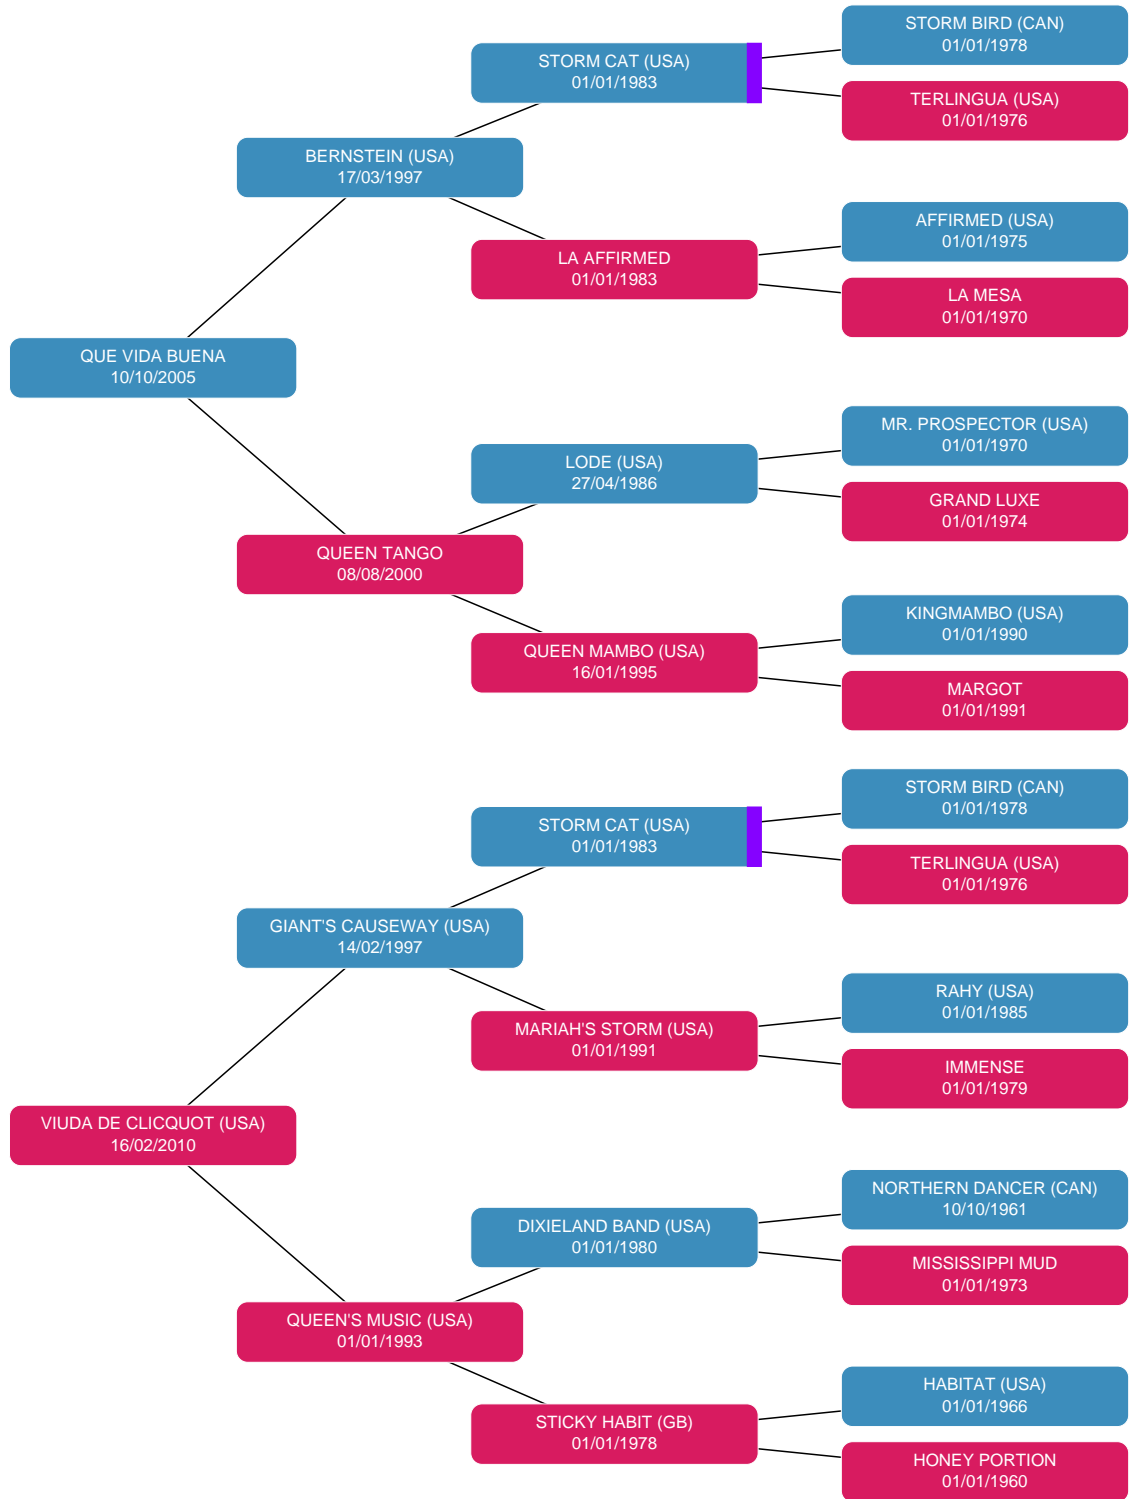 STORM BIRD (CAN)
01/01/1978
STORM CAT (USA)
01/01/1983
TERLINGUA (USA)
01/01/1976
BERNSTEIN (USA)
17/03/1997
AFFIRMED (USA)
01/01/1975
LA AFFIRMED
01/01/1983
LA MESA
01/01/1970
QUE VIDA BUENA
10/10/2005
MR. PROSPECTOR (USA)
01/01/1970
LODE (USA)
27/04/1986
GRAND LUXE
01/01/1974
QUEEN TANGO
08/08/2000
KINGMAMBO (USA)
01/01/1990
QUEEN MAMBO (USA)
16/01/1995
MARGOT
01/01/1991
STORM BIRD (CAN)
01/01/1978
STORM CAT (USA)
01/01/1983
TERLINGUA (USA)
01/01/1976
GIANT'S CAUSEWAY (USA)
14/02/1997
RAHY (USA)
01/01/1985
MARIAH'S STORM (USA)
01/01/1991
IMMENSE
01/01/1979
VIUDA DE CLICQUOT (USA)
16/02/2010
NORTHERN DANCER (CAN)
10/10/1961
DIXIELAND BAND (USA)
01/01/1980
MISSISSIPPI MUD
01/01/1973
QUEEN'S MUSIC (USA)
01/01/1993
HABITAT (USA)
01/01/1966
STICKY HABIT (GB)
01/01/1978
HONEY PORTION
01/01/1960